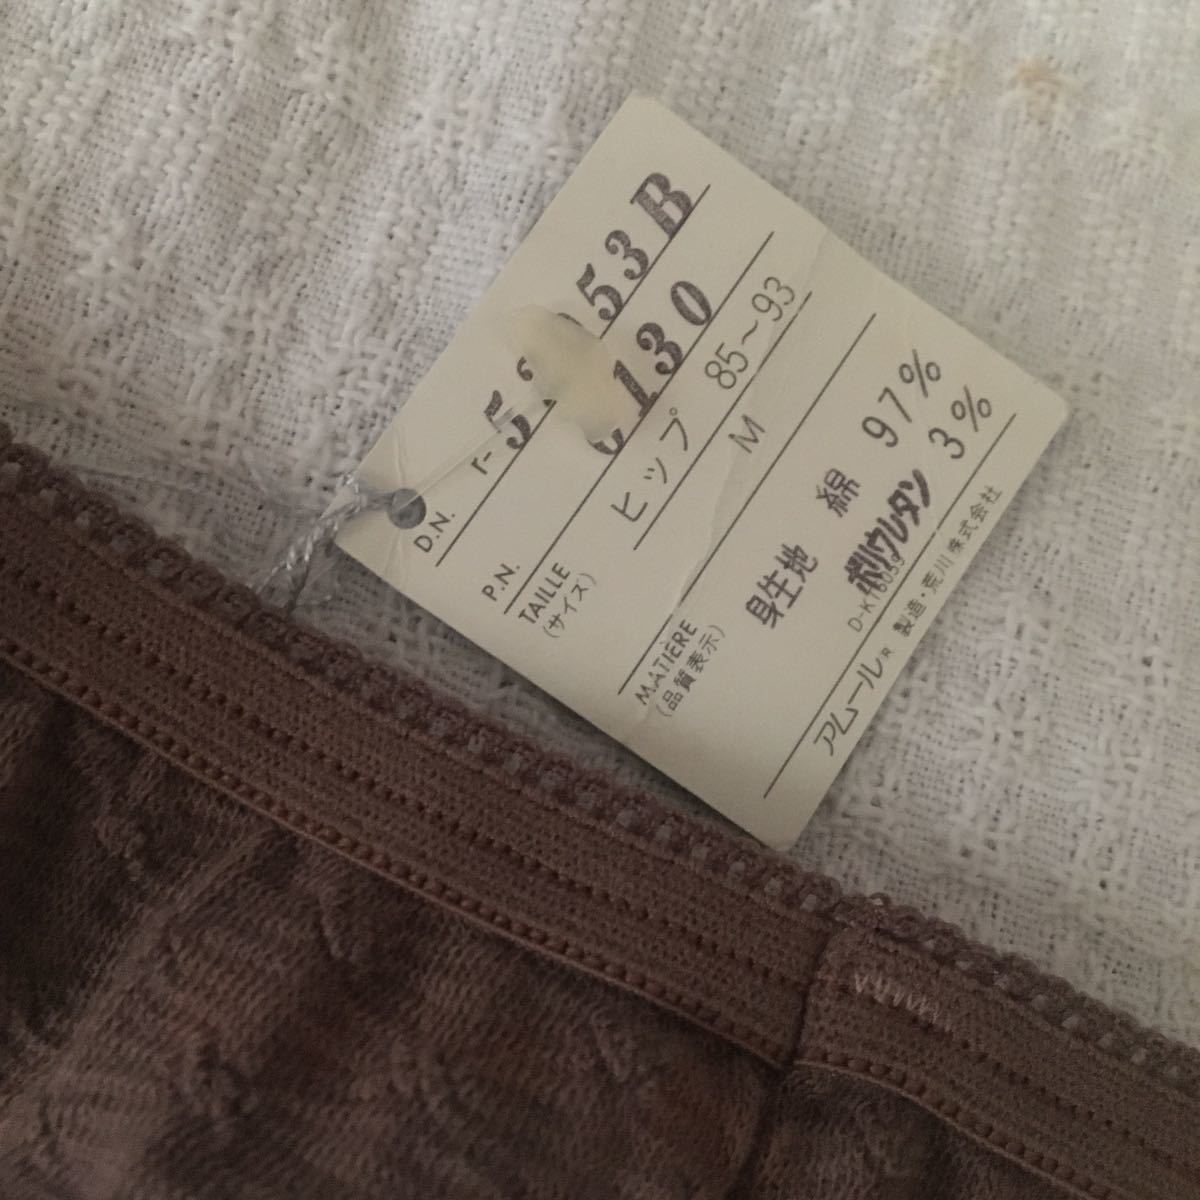 D.N.
P.N.
TAILLE
(サイズ)
ヒップ 85~93
M
MATIÈRE
(品質表示)
身生地
綿 97%
ポリウレタン 3%
アムール 製造・荒川株式会社